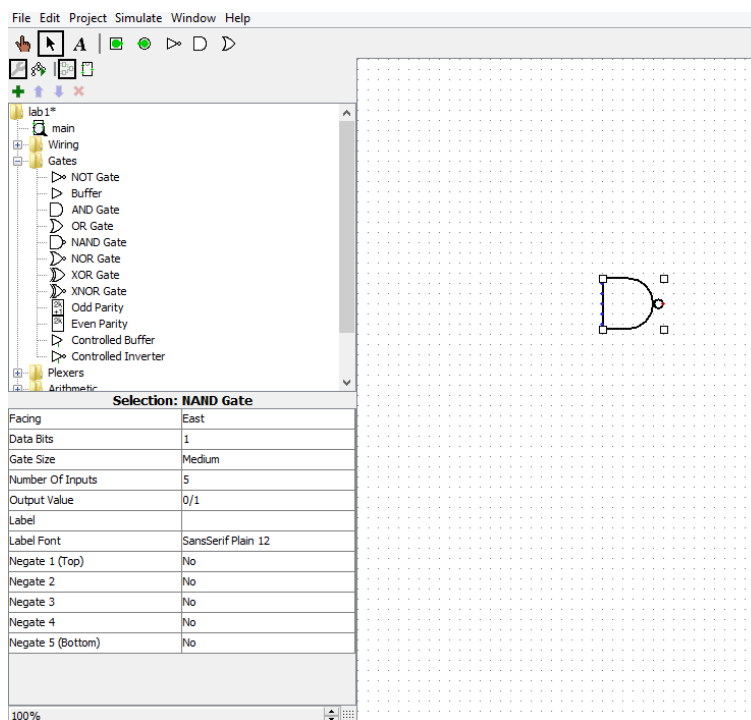 File Edit Project Simulate Window Help
A
lab1*
main
Wiring
Gates
NOT Gate
Buffer
AND Gate
OR Gate
NAND Gate
NOR Gate
XOR Gate
XNOR Gate
2k
+1
Odd Parity
2k
Even Parity
Controlled Buffer
Controlled Inverter
Plexers
Arithmetic
Selection: NAND Gate
Facing East
Data Bits 1
Gate Size Medium
Number Of Inputs 5
Output Value 0/1
Label
Label Font SansSerif Plain 12
Negate 1 (Top) No
Negate 2 No
Negate 3 No
Negate 4 No
Negate 5 (Bottom) No
100%